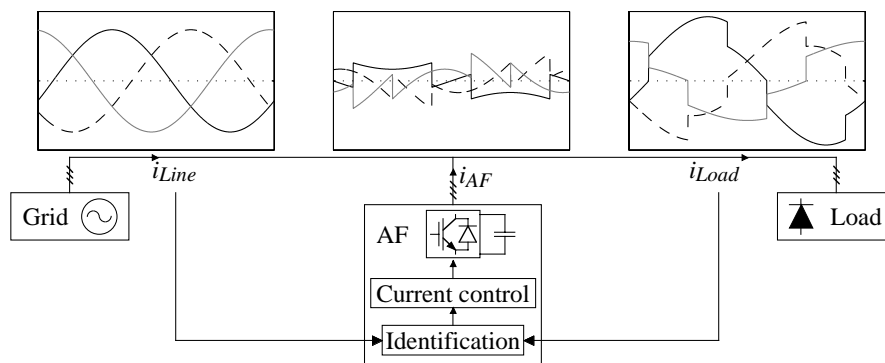 i_Line
i_AF
i_Load
Grid
AF
Load
Current control
Identification